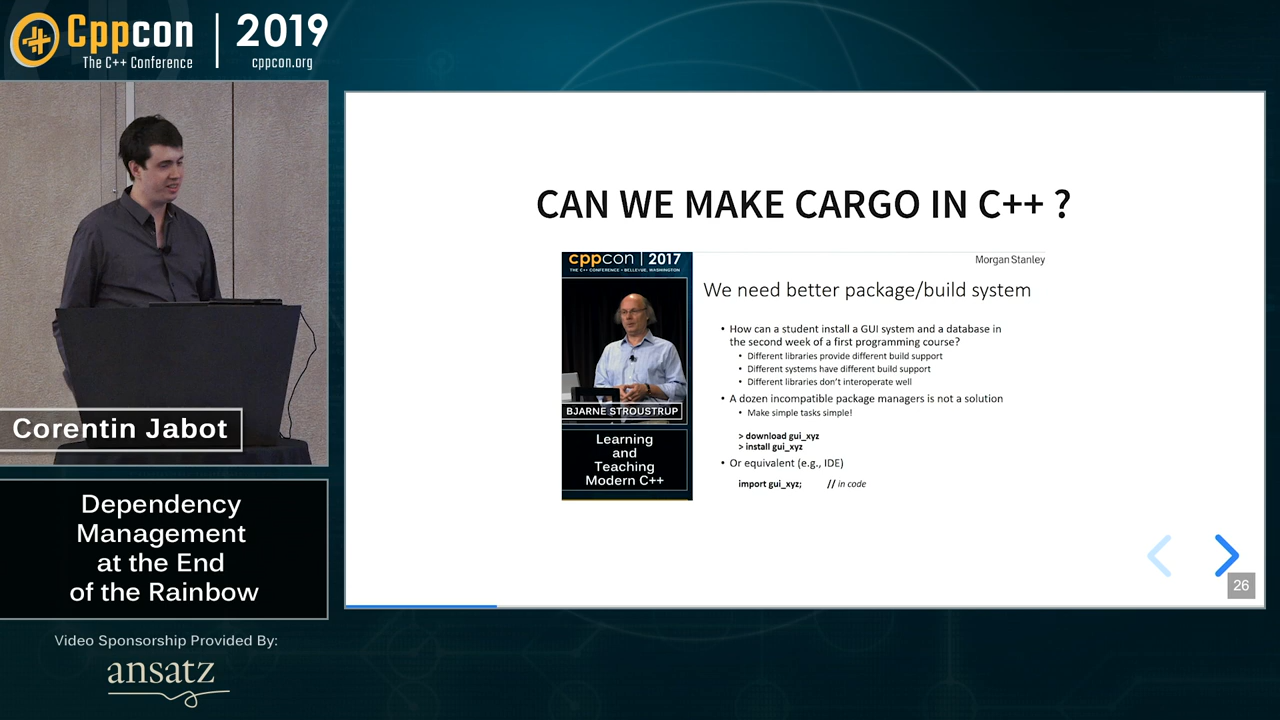 Cppcon
The C++ Conference
2019
cppcon.org
Corentin Jabot
Dependency
Management
at the End
of the Rainbow
Video Sponsorship Provided By:
ansatz
CAN WE MAKE CARGO IN C++ ?
cppcon | 2017
THE C++ CONFERENCE • BELLEVUE, WASHINGTON
BJARNE STROUSTRUP
Learning
and
Teaching
Modern C++
Morgan Stanley
We need better package/build system
• How can a student install a GUI system and a database in
the second week of a first programming course?
• Different libraries provide different build support
• Different systems have different build support
• Different libraries don't interoperate well
• A dozen incompatible package managers is not a solution
• Make simple tasks simple!
> download gui_xyz
> install gui_xyz
• Or equivalent (e.g., IDE)
import gui_xyz; // in code
26